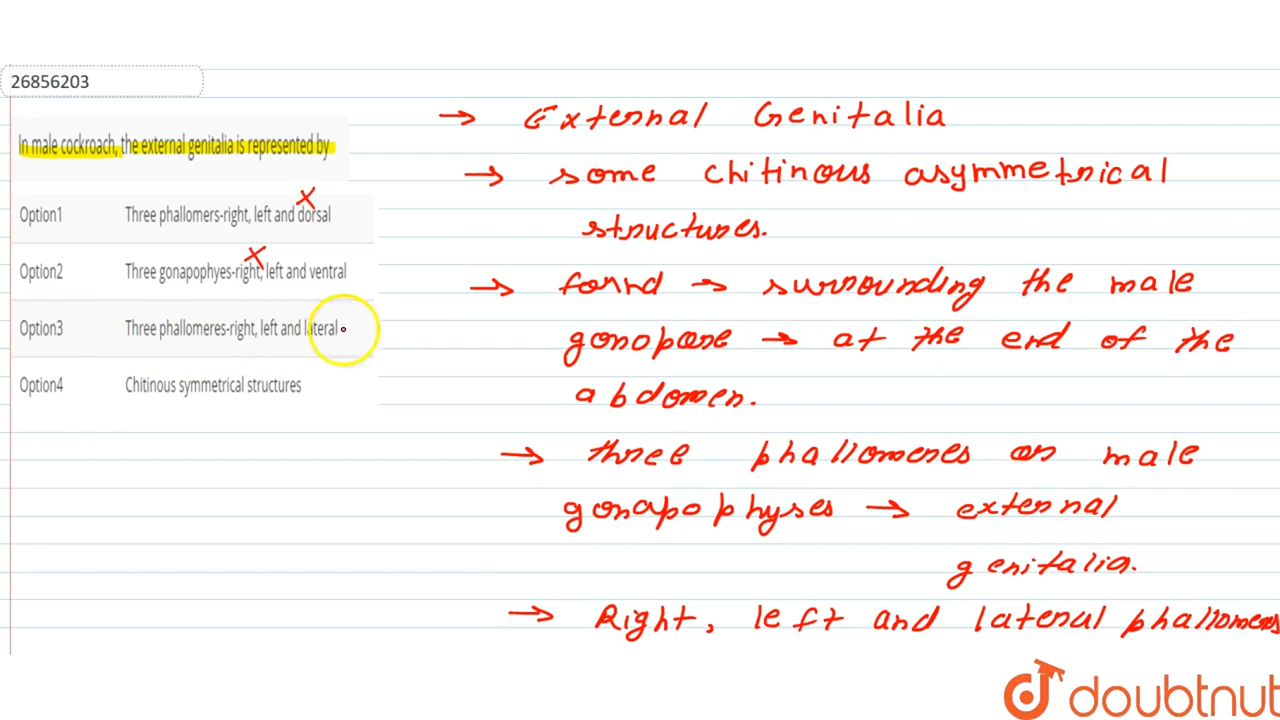 26856203
In male cockroach, the external genitalia is represented by
Option1 Three phallomers-right, left and dorsal
Option2 Three gonapophyes-right, left and ventral
Option3 Three phallomeres-right, left and lateral
Option4 Chitinous symmetrical structures
→ External Genitalia
→ some chitinous asymmetrical
structures.
→ found → surrounding the male
gonopore → at the end of the
abdomen.
→ three phallomeres or male
gonapophyses → external
genitalia.
→ Right, left and lateral phallomeres
doubtnut